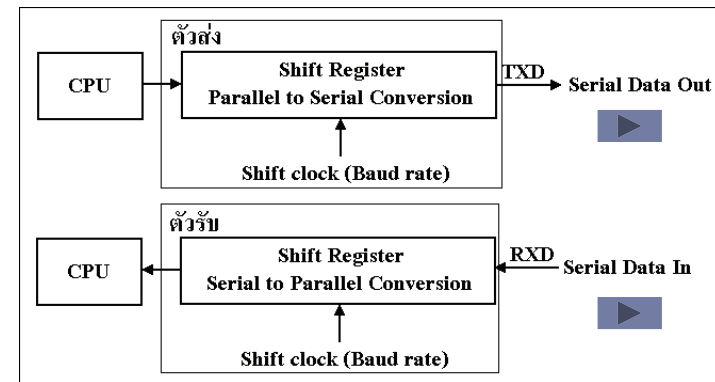 ตัวส่ง
CPU
Shift Register
Parallel to Serial Conversion
TXD
Serial Data Out
Shift clock (Baud rate)
ตัวรับ
CPU
Shift Register
Serial to Parallel Conversion
RXD
Serial Data In
Shift clock (Baud rate)